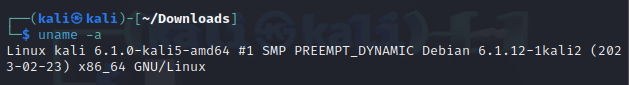 ┌──(kali㉿kali)-[~/Downloads]
└─$ uname -a
Linux kali 6.1.0-kali5-amd64 #1 SMP PREEMPT_DYNAMIC Debian 6.1.12-1kali2 (202
3-02-23) x86_64 GNU/Linux